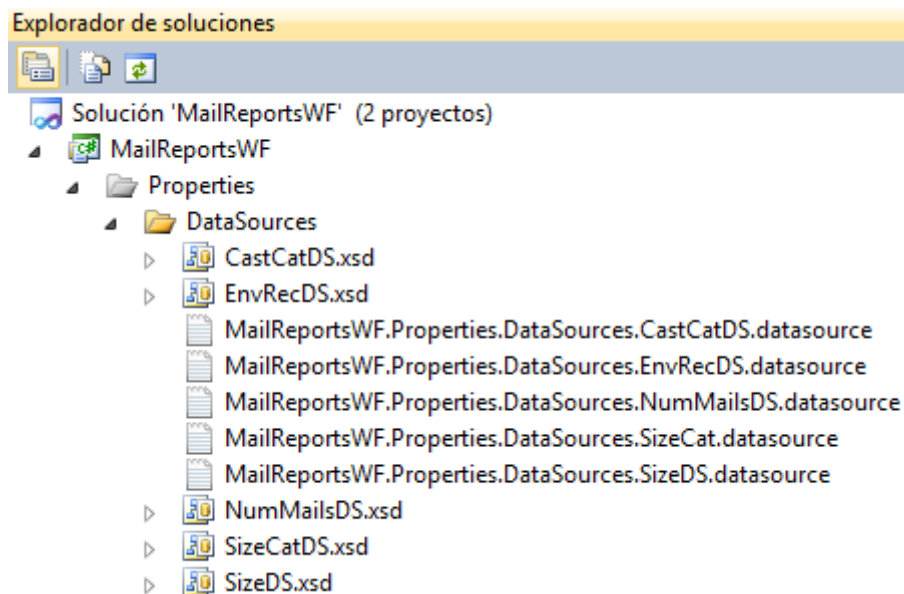 Explorador de soluciones
Solución 'MailReportsWF' (2 proyectos)
MailReportsWF
Properties
DataSources
CastCatDS.xsd
EnvRecDS.xsd
MailReportsWF.Properties.DataSources.CastCatDS.datasource
MailReportsWF.Properties.DataSources.EnvRecDS.datasource
MailReportsWF.Properties.DataSources.NumMailsDS.datasource
MailReportsWF.Properties.DataSources.SizeCat.datasource
MailReportsWF.Properties.DataSources.SizeDS.datasource
NumMailsDS.xsd
SizeCatDS.xsd
SizeDS.xsd